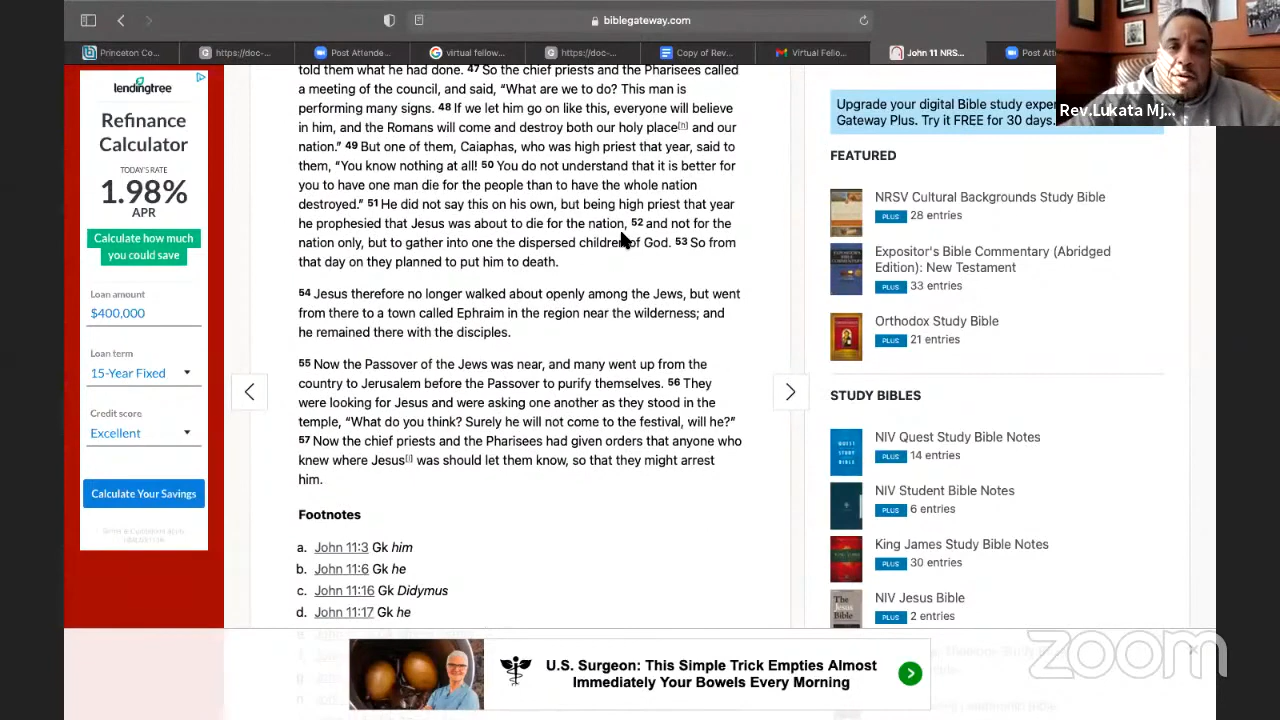 biblegateway.com
Princeton Co...
https://doc-...
Post Attende...
virtual fellow...
https://doc-...
Copy of Rev...
Virtual Fello...
John 11 NRS...
Post Att
Rev.Lukata Mj...
lendingtree
Refinance
Calculator
TODAY'S RATE
1.98%
APR
Calculate how much
you could save
Loan amount
$400,000
Loan term
15-Year Fixed
Credit score
Excellent
Calculate Your Savings
told them what he had done. 47 So the chief priests and the Pharisees called
a meeting of the council, and said, “What are we to do? This man is
performing many signs. 48 If we let him go on like this, everyone will believe
in him, and the Romans will come and destroy both our holy place[h] and our
nation.” 49 But one of them, Caiaphas, who was high priest that year, said to
them, “You know nothing at all! 50 You do not understand that it is better for
you to have one man die for the people than to have the whole nation
destroyed.” 51 He did not say this on his own, but being high priest that year
he prophesied that Jesus was about to die for the nation, 52 and not for the
nation only, but to gather into one the dispersed children of God. 53 So from
that day on they planned to put him to death.
54 Jesus therefore no longer walked about openly among the Jews, but went
from there to a town called Ephraim in the region near the wilderness; and
he remained there with the disciples.
55 Now the Passover of the Jews was near, and many went up from the
country to Jerusalem before the Passover to purify themselves. 56 They
were looking for Jesus and were asking one another as they stood in the
temple, “What do you think? Surely he will not come to the festival, will he?”
57 Now the chief priests and the Pharisees had given orders that anyone who
knew where Jesus[i] was should let them know, so that they might arrest
him.
Footnotes
a. John 11:3 Gk him
b. John 11:6 Gk he
c. John 11:16 Gk Didymus
d. John 11:17 Gk he
Upgrade your digital Bible study
Gateway Plus. Try it FREE for 30 days.
FEATURED
NRSV Cultural Backgrounds Study Bible
PLUS 28 entries
Expositor's Bible Commentary (Abridged
Edition): New Testament
PLUS 33 entries
Orthodox Study Bible
PLUS 21 entries
STUDY BIBLES
NIV Quest Study Bible Notes
PLUS 14 entries
NIV Student Bible Notes
PLUS 6 entries
King James Study Bible Notes
PLUS 30 entries
NIV Jesus Bible
PLUS 2 entries
U.S. Surgeon: This Simple Trick Empties Almost
Immediately Your Bowels Every Morning
zoom